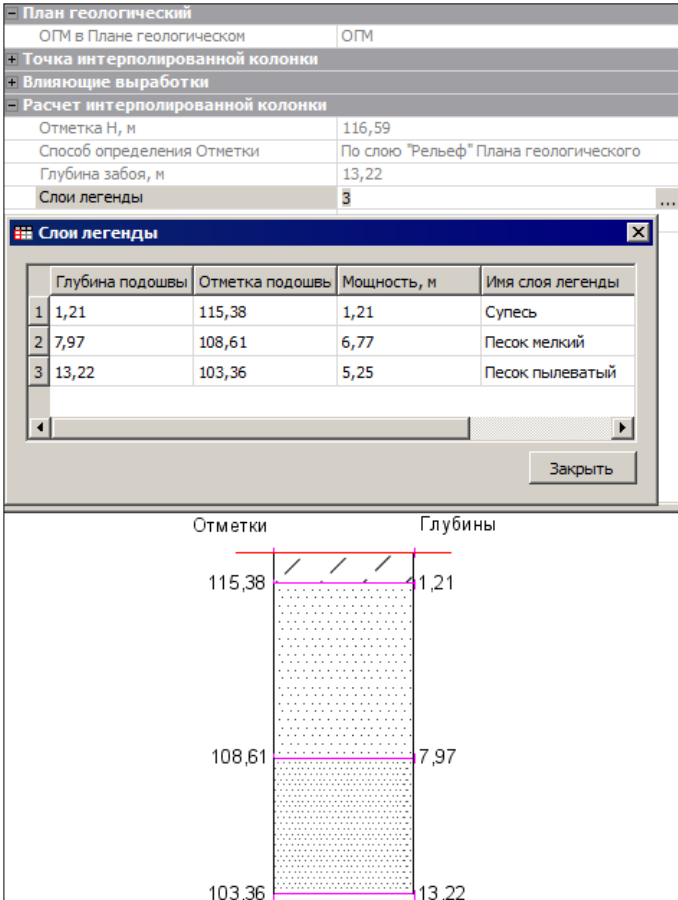 План геологический
ОГМ в Плане геологическом ОГМ
Точка интерполированной колонки
Влияющие выработки
Расчет интерполированной колонки
Отметка H, м 116,59
Способ определения Отметки По слою "Рельеф" Плана геологического
Глубина забоя, м 13,22
Слои легенды 3 ...
Слои легенды
Глубина подошвы Отметка подошвь Мощность, м Имя слоя легенды
1 1,21 115,38 1,21 Супесь
2 7,97 108,61 6,77 Песок мелкий
3 13,22 103,36 5,25 Песок пылеватый
Закрыть
Отметки Глубины
115,38 1,21
108,61 7,97
103,36 13,22